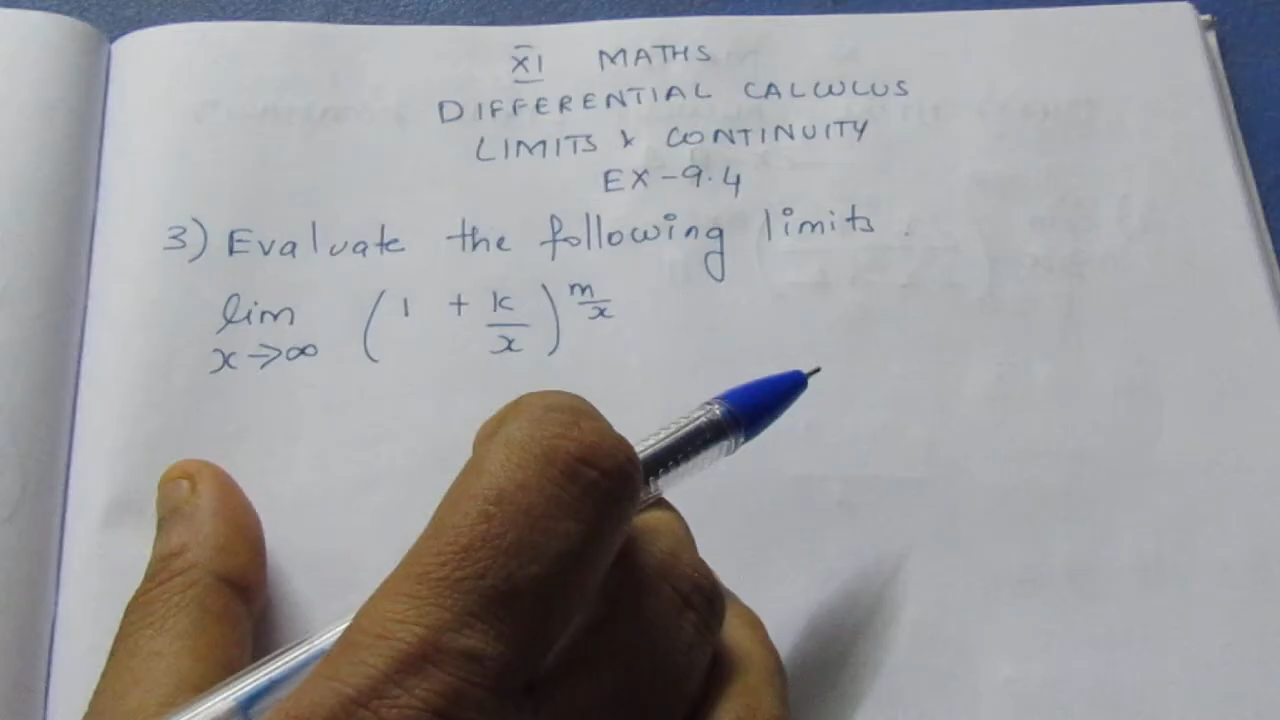 XI MATHS
DIFFERENTIAL CALCULUS
LIMITS & CONTINUITY
EX-9.4
3) Evaluate the following limits.
lim x→∞ (1 + k/x)^(m/x)